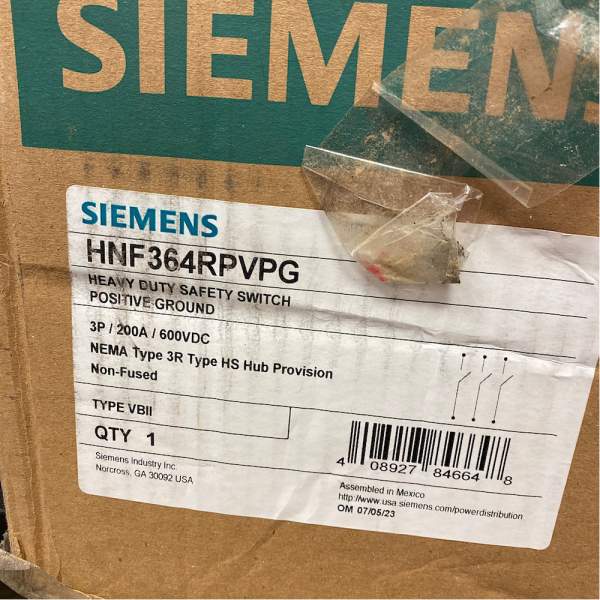 SIEMENS
SIEMENS
HNF364RPVPG
HEAVY DUTY SAFETY SWITCH
POSITIVE GROUND
3P / 200A / 600VDC
NEMA Type 3R Type HS Hub Provision
Non-Fused
TYPE VBII
QTY 1
Siemens Industry Inc.
Norcross, GA 30092 USA
4 08927 84664 8
Assembled in Mexico
http://www.usa.siemens.com/powerdistribution
OM 07/05/23